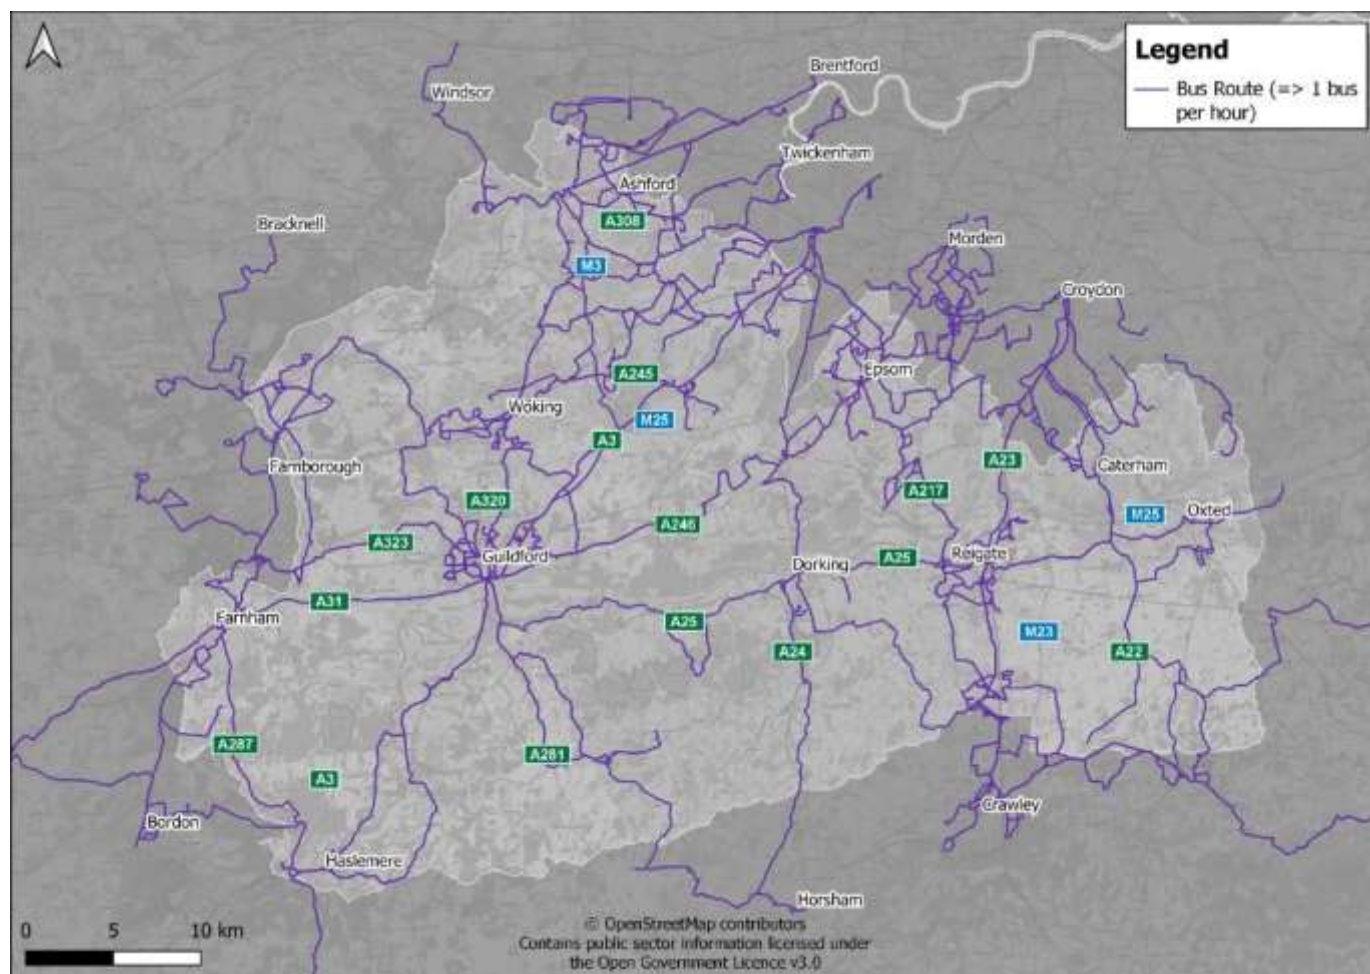 Legend
Bus Route (=> 1 bus
per hour)
Brentford
Windsor
Twickenham
Ashford
A308
Bracknell
Morden
M3
Croydon
A245
Epsom
Woking
M25
A3
Farnborough
A23
Caterham
A320
A217
Oxted
A246
M25
A323
Guildford
Reigate
A25
Dorking
A31
Farnham
A25
M23
A24
A22
A287
A281
A3
Crawley
Bordon
Haslemere
Horsham
0 5 10 km
© OpenStreetMap contributors
Contains public sector information licensed under
the Open Government Licence v3.0